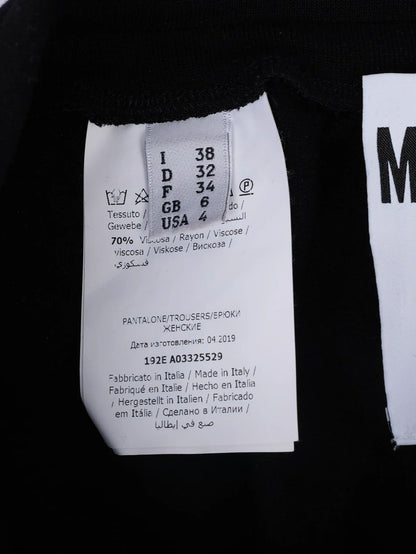 I 38
D 32
F 34
GB 6
USA 4
Tessuto /
Gewebe /
70% Viscosa / Rayon / Viscose /
viscosa / Viskose / Вискоза /
فسكوزي
PANTALONE/TROUSERS/БРЮКИ
ЖЕНСКИЕ
Дата изготовления: 04.2019
192E A03325529
Fabbricato in Italia / Made in Italy /
Fabriqué en Italie / Hecho en Italia
/ Hergestellt in Italien / Fabricado
em Itália / Сделано в Италии /
صنع في إيطاليا
M